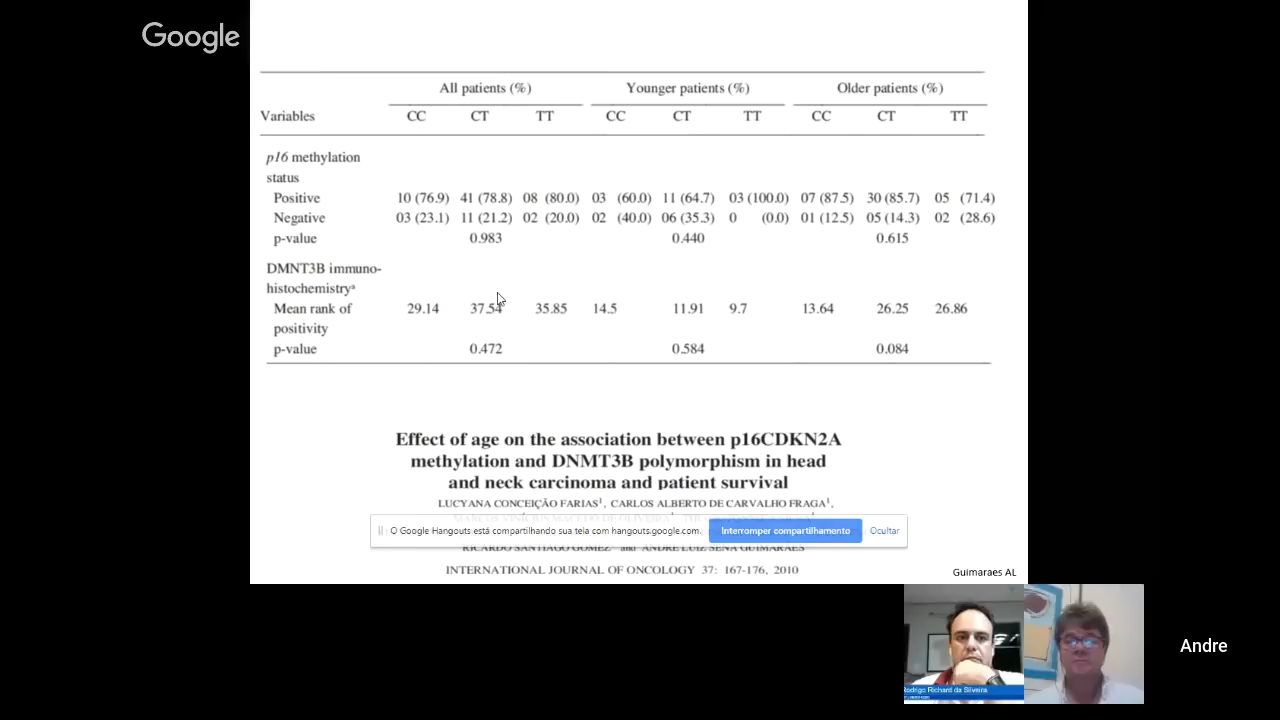 Google
All patients (%) Younger patients (%) Older patients (%)
Variables CC CT TT CC CT TT CC CT TT
p16 methylation
status
Positive 10 (76.9) 41 (78.8) 08 (80.0) 03 (60.0) 11 (64.7) 03 (100.0) 07 (87.5) 30 (85.7) 05 (71.4)
Negative 03 (23.1) 11 (21.2) 02 (20.0) 02 (40.0) 06 (35.3) 0 (0.0) 01 (12.5) 05 (14.3) 02 (28.6)
p-value 0.983 0.440 0.615
DMNT3B immuno-
histochemistryᵃ
Mean rank of 29.14 37.54 35.85 14.5 11.91 9.7 13.64 26.25 26.86
positivity
p-value 0.472 0.584 0.084
Effect of age on the association between p16CDKN2A
methylation and DNMT3B polymorphism in head
and neck carcinoma and patient survival
LUCYANA CONCEIÇÃO FARIAS¹, CARLOS ALBERTO DE CARVALHO FRAGA¹,
O Google Hangouts está compartilhando sua tela com hangouts.google.com. Interromper compartilhamento Ocultar
RICARDO SANTIAGO GOMEZ and ANDRÉ LUIZ SENA GUIMARÃES
INTERNATIONAL JOURNAL OF ONCOLOGY 37: 167-176, 2010
Guimaraes AL
Rodrigo Richard da Silveira
Andre